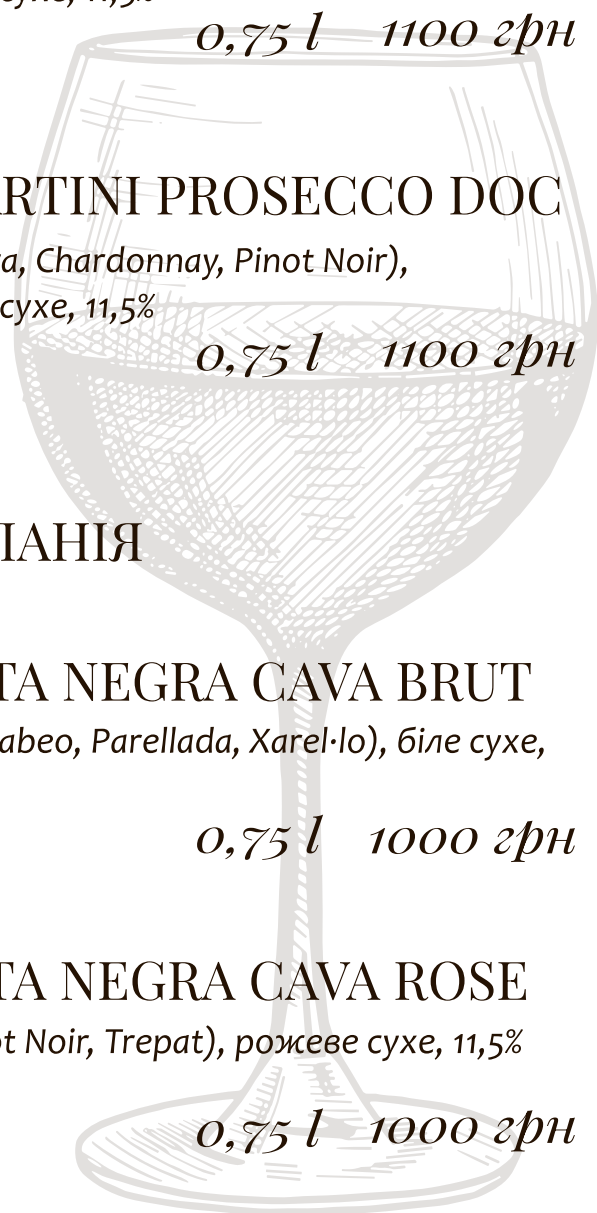 0,75 l 1100 грн
RTINI PROSECCO DOC
a, Chardonnay, Pinot Noir),
сухе, 11,5%
0,75 l 1100 грн
ПАНІЯ
TA NEGRA CAVA BRUT
abeo, Parellada, Xarel·lo), біле сухе,
0,75 l 1000 грн
TA NEGRA CAVA ROSE
t Noir, Trepat), рожеве сухе, 11,5%
0,75 l 1000 грн